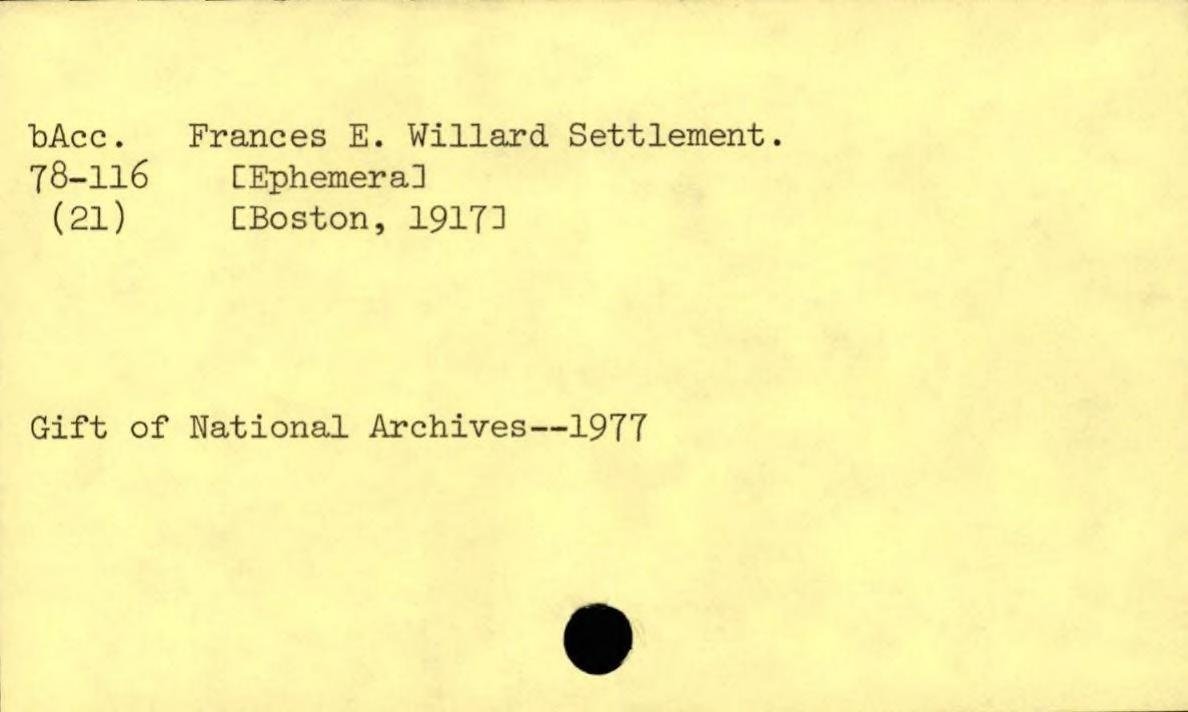 bAcc. Frances E. Willard Settlement.
78-116 [Ephemera]
(21) [Boston, 1917]
Gift of National Archives--1977